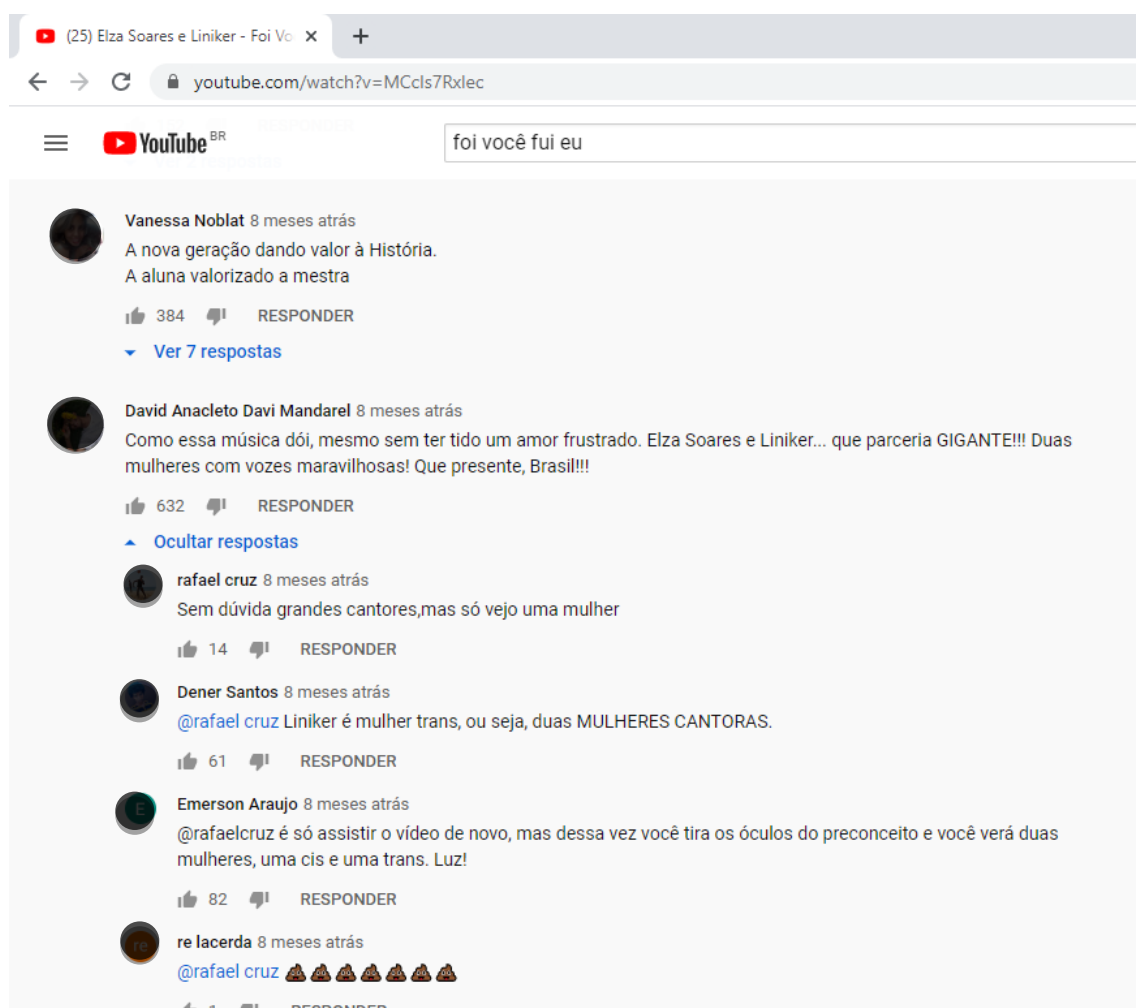 (25) Elza Soares e Liniker - Foi Vo
youtube.com/watch?v=MCcIs7RxIec
YouTube BR
foi você fui eu
Vanessa Noblat 8 meses atrás
A nova geração dando valor à História.
A aluna valorizado a mestra
384 RESPONDER
Ver 7 respostas
David Anacleto Davi Mandarel 8 meses atrás
Como essa música dói, mesmo sem ter tido um amor frustrado. Elza Soares e Liniker... que parceria GIGANTE!!! Duas
mulheres com vozes maravilhosas! Que presente, Brasil!!!
632 RESPONDER
Ocultar respostas
rafael cruz 8 meses atrás
Sem dúvida grandes cantores,mas só vejo uma mulher
14 RESPONDER
Dener Santos 8 meses atrás
@rafael cruz Liniker é mulher trans, ou seja, duas MULHERES CANTORAS.
61 RESPONDER
E
Emerson Araujo 8 meses atrás
@rafaelcruz é só assistir o vídeo de novo, mas dessa vez você tira os óculos do preconceito e você verá duas
mulheres, uma cis e uma trans. Luz!
82 RESPONDER
re
re lacerda 8 meses atrás
@rafael cruz 💩💩💩💩💩💩💩
1 RESPONDER